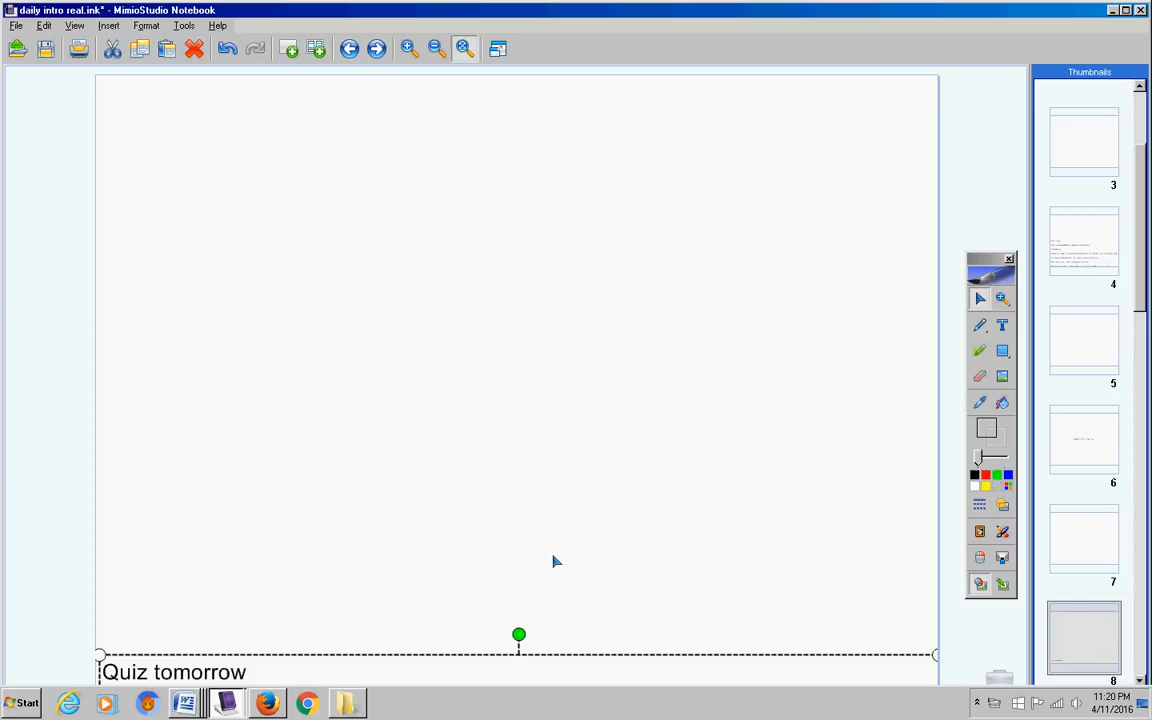 daily intro real.ink* - MimioStudio Notebook
File Edit View Insert Format Tools Help
Thumbnails
3
4
5
6
7
8
Quiz tomorrow
Start
11:20 PM
4/11/2016